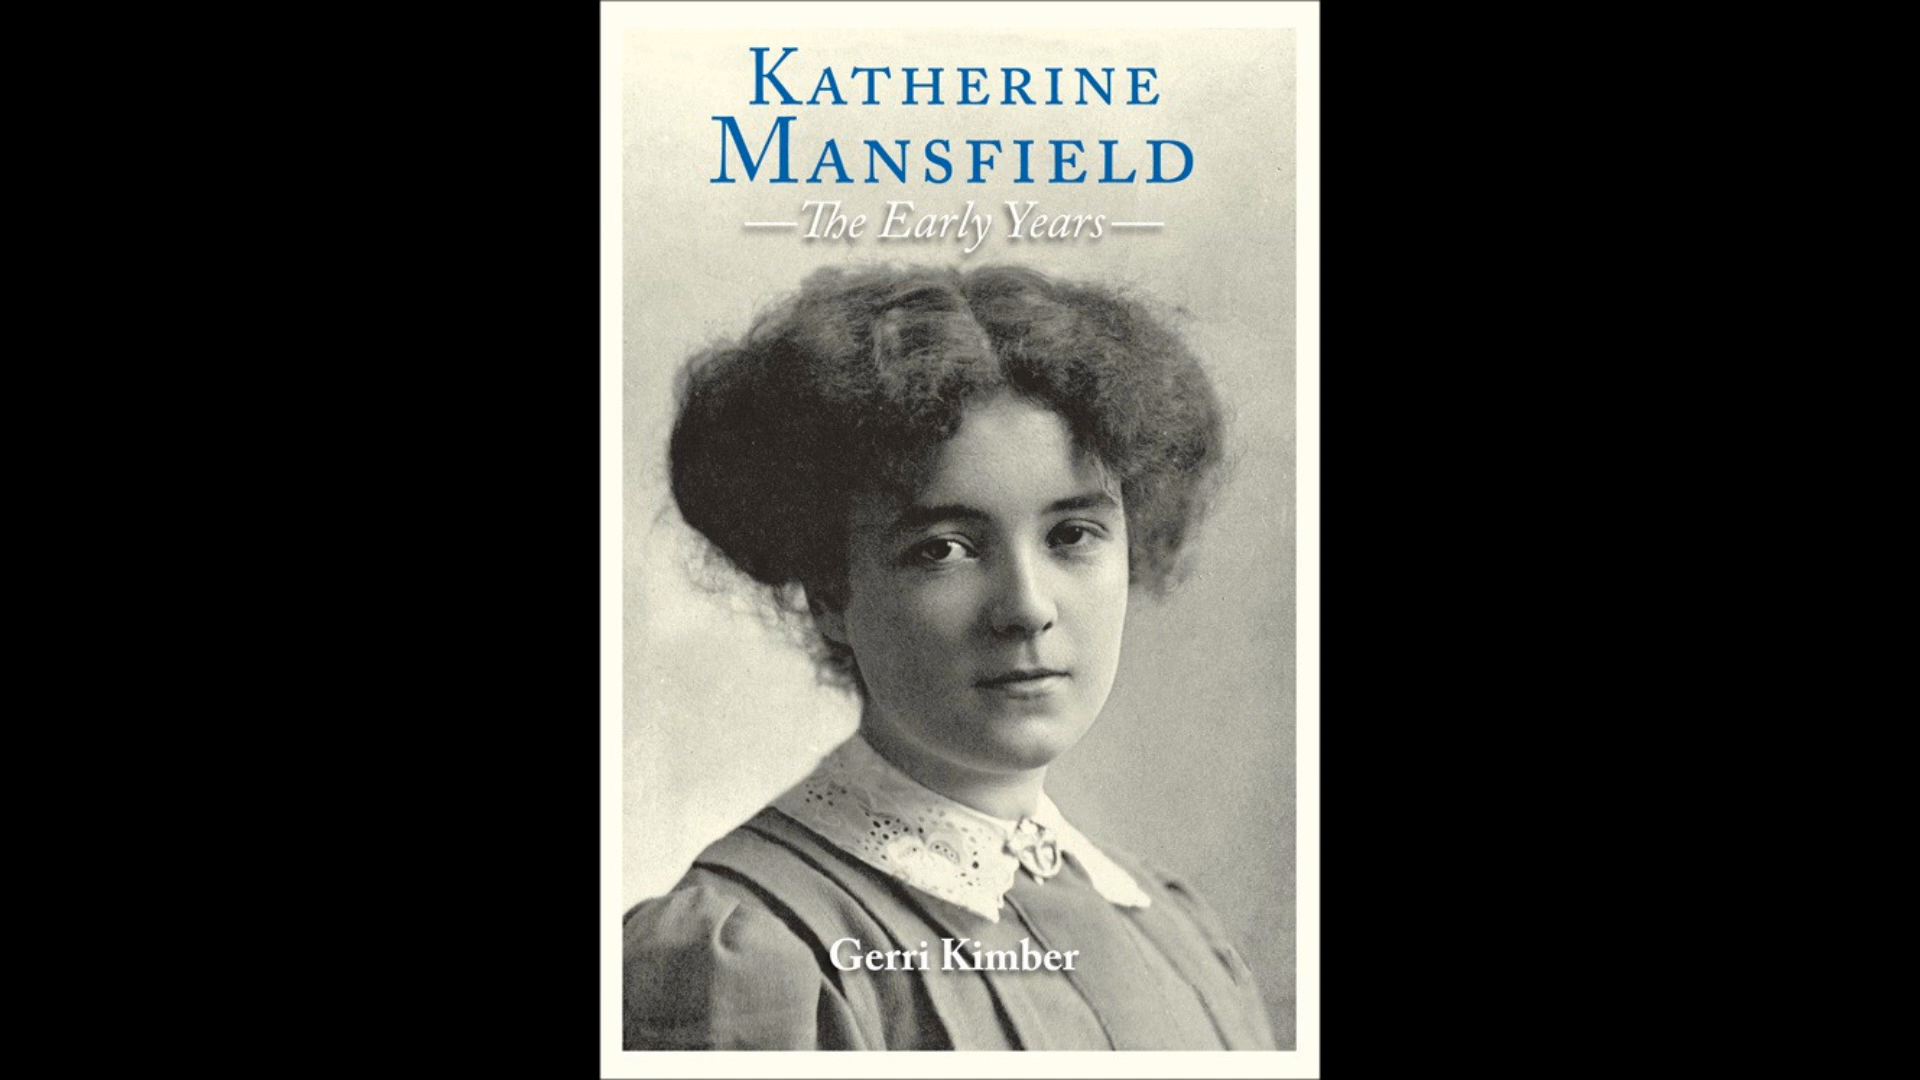 KATHERINE
MANSFIELD
—The Early Years—
Gerri Kimber